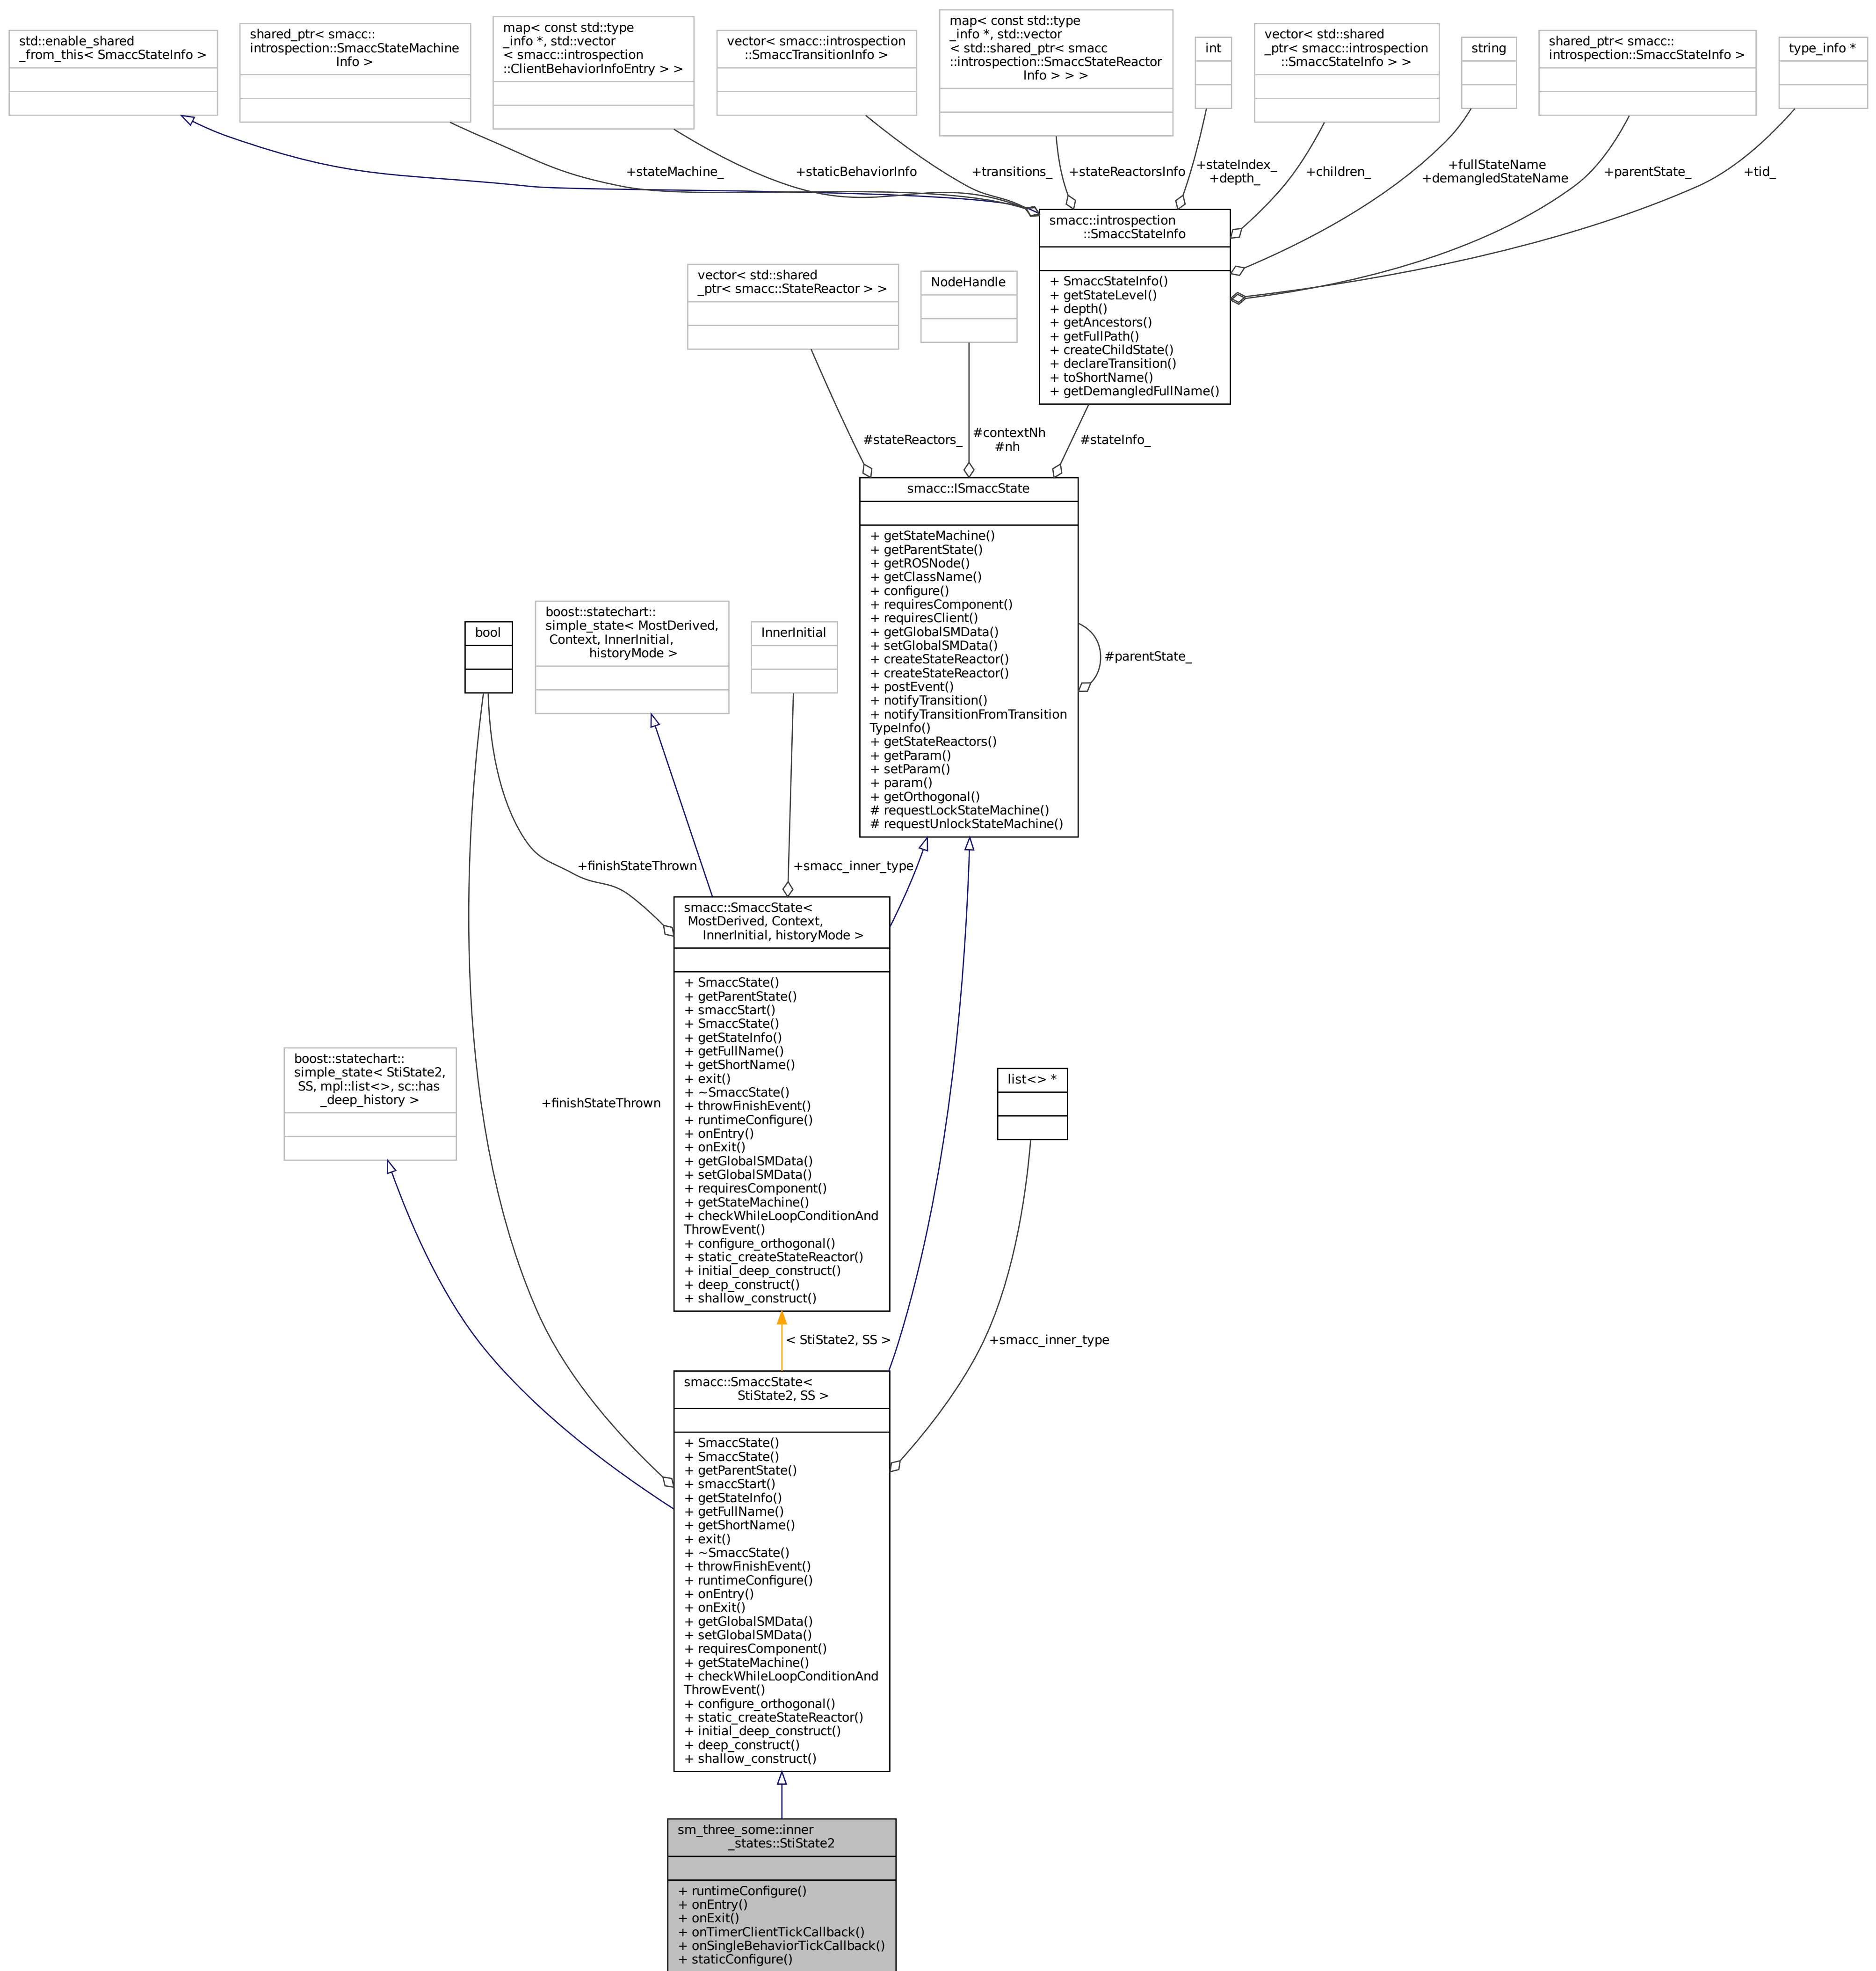 std::enable_shared
_from_this< SmaccStateInfo >
shared_ptr< smacc::
introspection::SmaccStateMachine
Info >
map< const std::type
_info *, std::vector
< smacc::introspection
::ClientBehaviorInfoEntry > >
vector< smacc::introspection
::SmaccTransitionInfo >
map< const std::type
_info *, std::vector
< std::shared_ptr< smacc
::introspection::SmaccStateReactor
Info > > >
int
vector< std::shared
_ptr< smacc::introspection
::SmaccStateInfo > >
string
shared_ptr< smacc::
introspection::SmaccStateInfo >
type_info *
+stateMachine_
+staticBehaviorInfo
+transitions_
+stateReactorsInfo
+stateIndex_
+depth_
+children_
+fullStateName
+demangledStateName
+parentState_
+tid_
smacc::introspection
::SmaccStateInfo
+ SmaccStateInfo()
+ getStateLevel()
+ depth()
+ getAncestors()
+ getFullPath()
+ createChildState()
+ declareTransition()
+ toShortName()
+ getDemangledFullName()
vector< std::shared
_ptr< smacc::StateReactor > >
NodeHandle
#stateReactors_
#contextNh
#nh
#stateInfo_
smacc::ISmaccState
+ getStateMachine()
+ getParentState()
+ getROSNode()
+ getClassName()
+ configure()
+ requiresComponent()
+ requiresClient()
+ getGlobalSMData()
+ setGlobalSMData()
+ createStateReactor()
+ createStateReactor()
+ postEvent()
+ notifyTransition()
+ notifyTransitionFromTransition
TypeInfo()
+ getStateReactors()
+ getParam()
+ setParam()
+ param()
+ getOrthogonal()
# requestLockStateMachine()
# requestUnlockStateMachine()
#parentState_
bool
boost::statechart::
simple_state< MostDerived,
Context, InnerInitial,
historyMode >
InnerInitial
+finishStateThrown
+smacc_inner_type
smacc::SmaccState<
MostDerived, Context,
InnerInitial, historyMode >
+ SmaccState()
+ getParentState()
+ smaccStart()
+ SmaccState()
+ getStateInfo()
+ getFullName()
+ getShortName()
+ exit()
+ ~SmaccState()
+ throwFinishEvent()
+ runtimeConfigure()
+ onEntry()
+ onExit()
+ getGlobalSMData()
+ setGlobalSMData()
+ requiresComponent()
+ getStateMachine()
+ checkWhileLoopConditionAnd
ThrowEvent()
+ configure_orthogonal()
+ static_createStateReactor()
+ initial_deep_construct()
+ deep_construct()
+ shallow_construct()
boost::statechart::
simple_state< StiState2,
SS, mpl::list<>, sc::has
_deep_history >
+finishStateThrown
list<> *
< StiState2, SS >
+smacc_inner_type
smacc::SmaccState<
StiState2, SS >
+ SmaccState()
+ SmaccState()
+ getParentState()
+ smaccStart()
+ getStateInfo()
+ getFullName()
+ getShortName()
+ exit()
+ ~SmaccState()
+ throwFinishEvent()
+ runtimeConfigure()
+ onEntry()
+ onExit()
+ getGlobalSMData()
+ setGlobalSMData()
+ requiresComponent()
+ getStateMachine()
+ checkWhileLoopConditionAnd
ThrowEvent()
+ configure_orthogonal()
+ static_createStateReactor()
+ initial_deep_construct()
+ deep_construct()
+ shallow_construct()
sm_three_some::inner
_states::StiState2
+ runtimeConfigure()
+ onEntry()
+ onExit()
+ onTimerClientTickCallback()
+ onSingleBehaviorTickCallback()
+ staticConfigure()